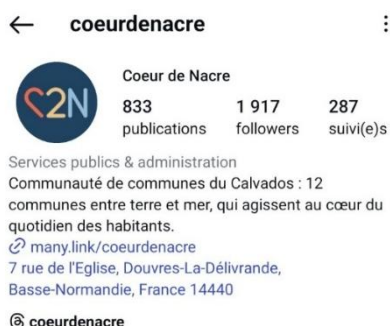 coeurdenacre
C2N
Coeur de Nacre
833 1 917 287
publications followers suivi(e)s
Services publics & administration
Communauté de communes du Calvados : 12
communes entre terre et mer, qui agissent au cœur du
quotidien des habitants.
many.link/coeurdenacre
7 rue de l'Eglise, Douvres-La-Délivrande,
Basse-Normandie, France 14440
coeurdenacre